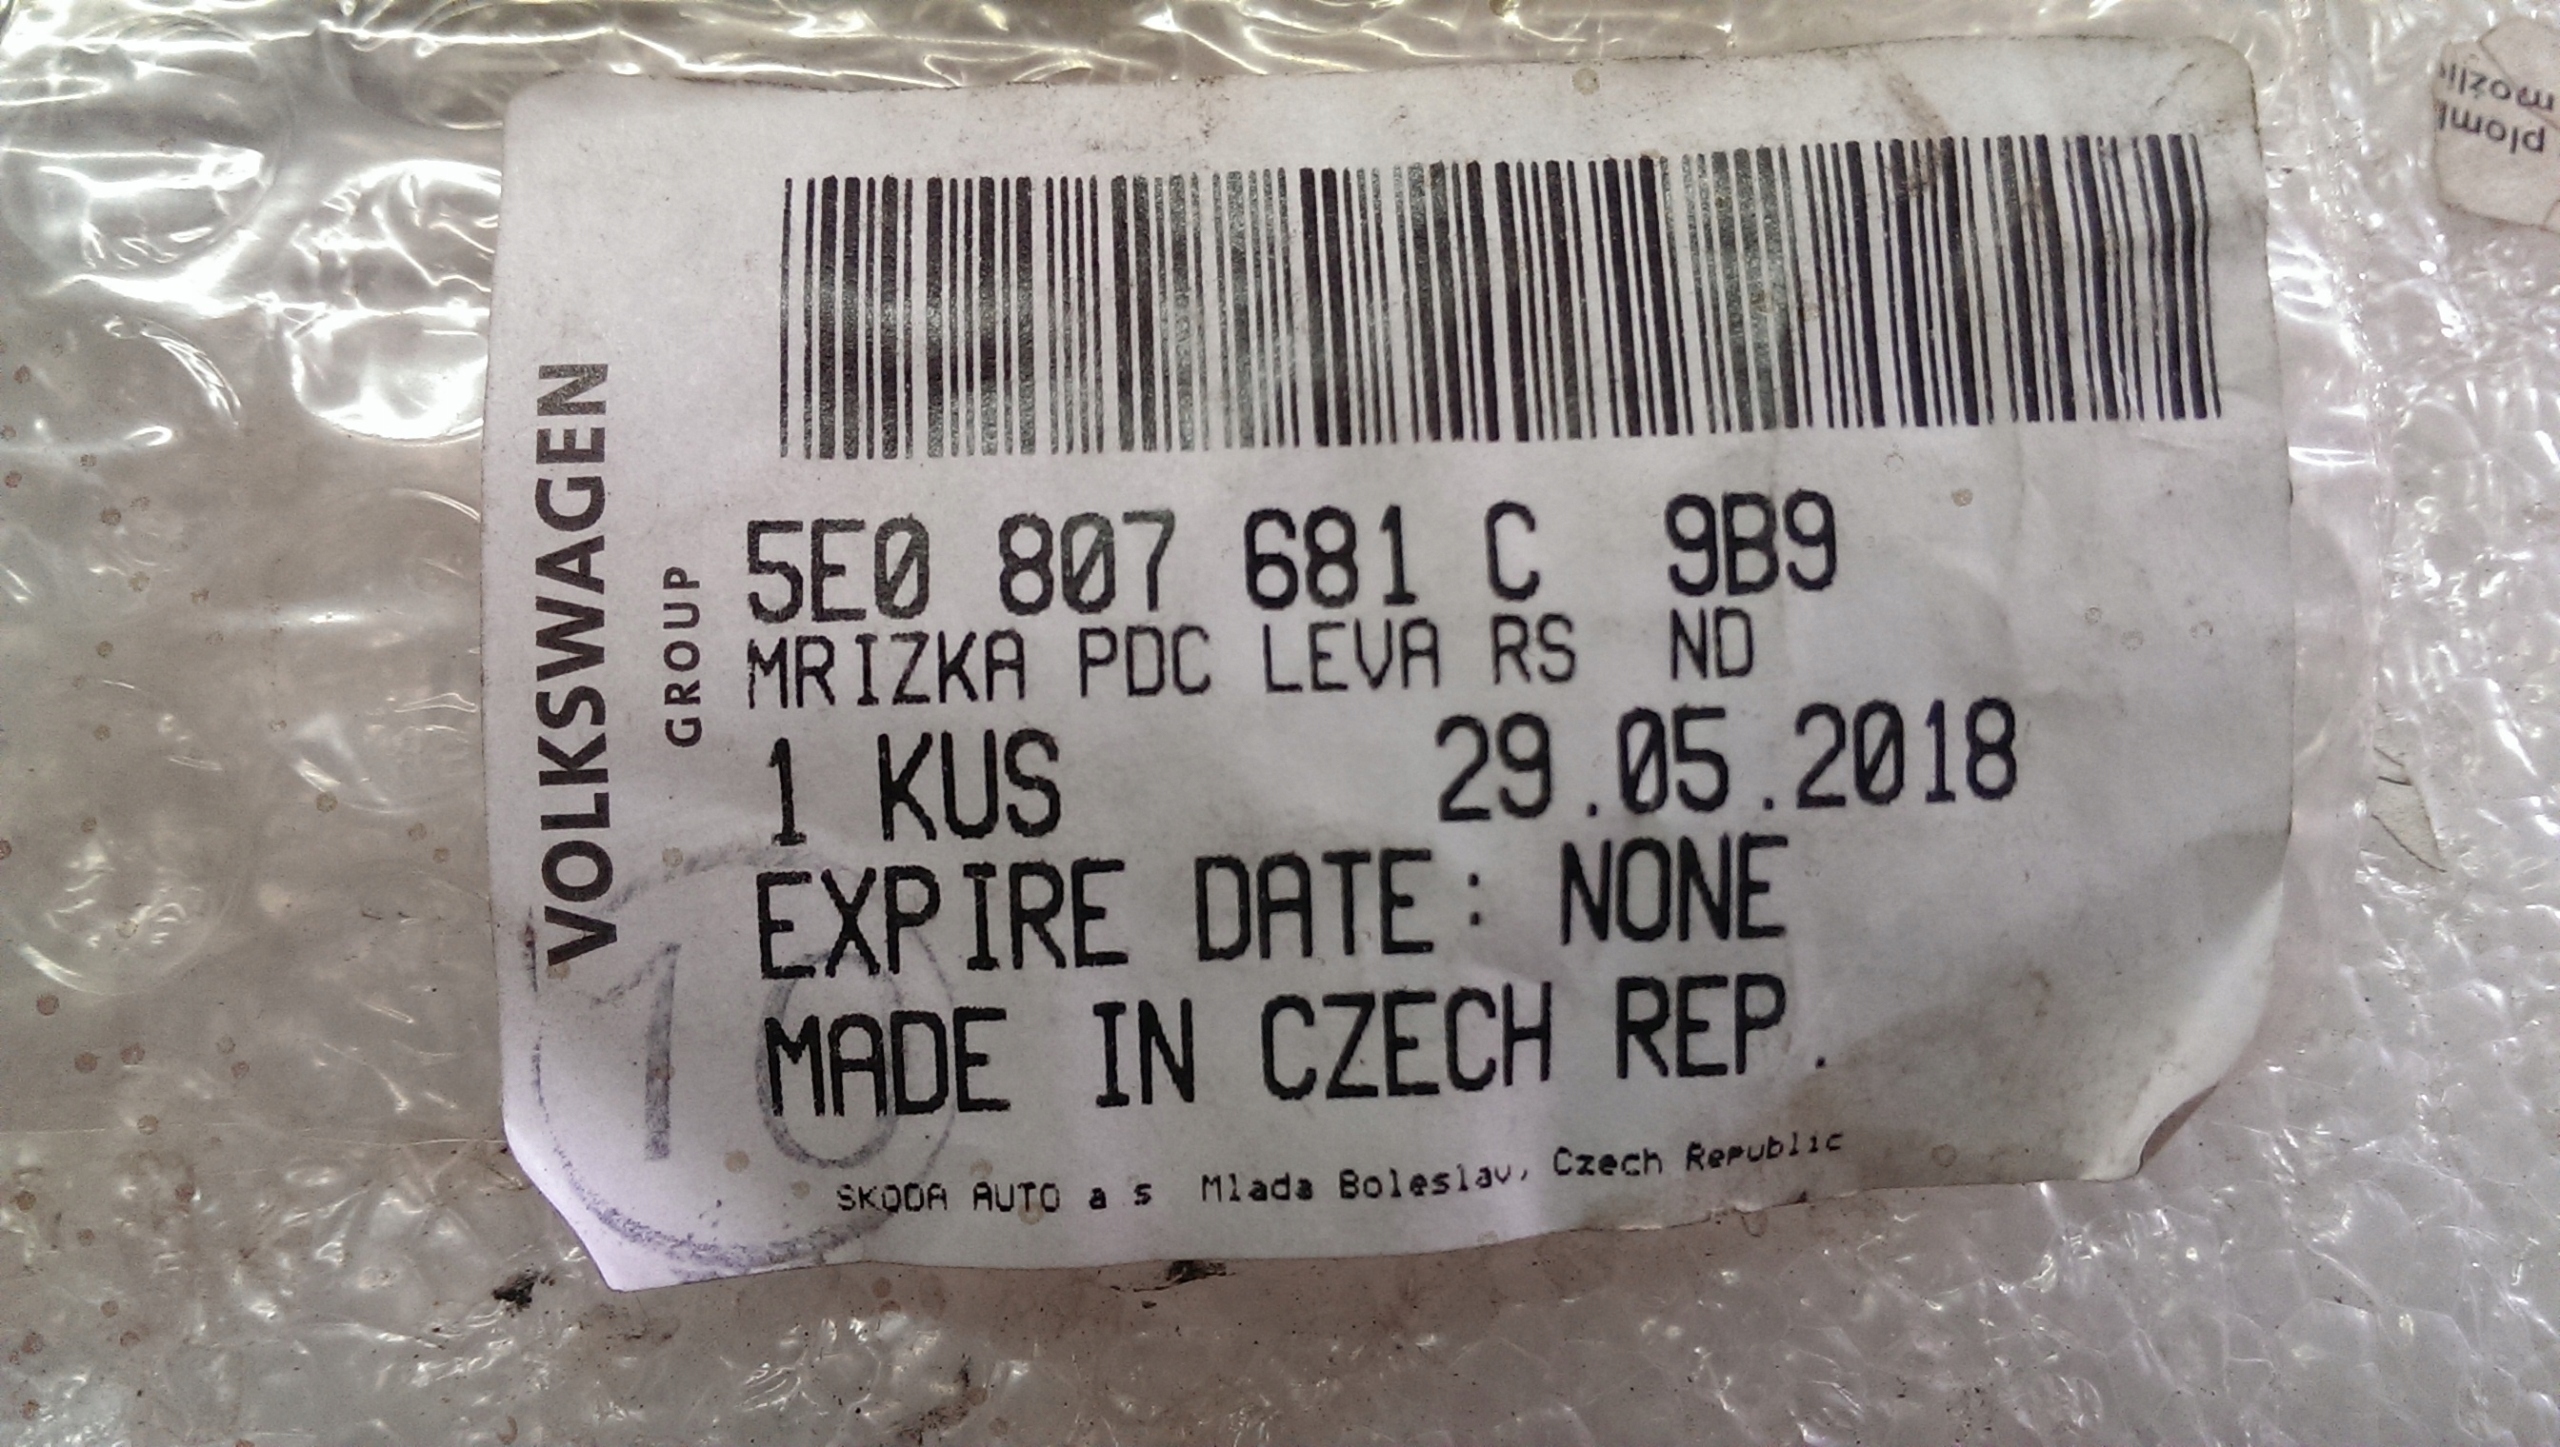 VOLKSWAGEN
GROUP
5E0 807 681 C 9B9
MRIZKA PDC LEVA RS ND
1 KUS 29.05.2018
EXPIRE DATE: NONE
MADE IN CZECH REP.
SKODA AUTO a s Mlada Boleslav, Czech Republic
10